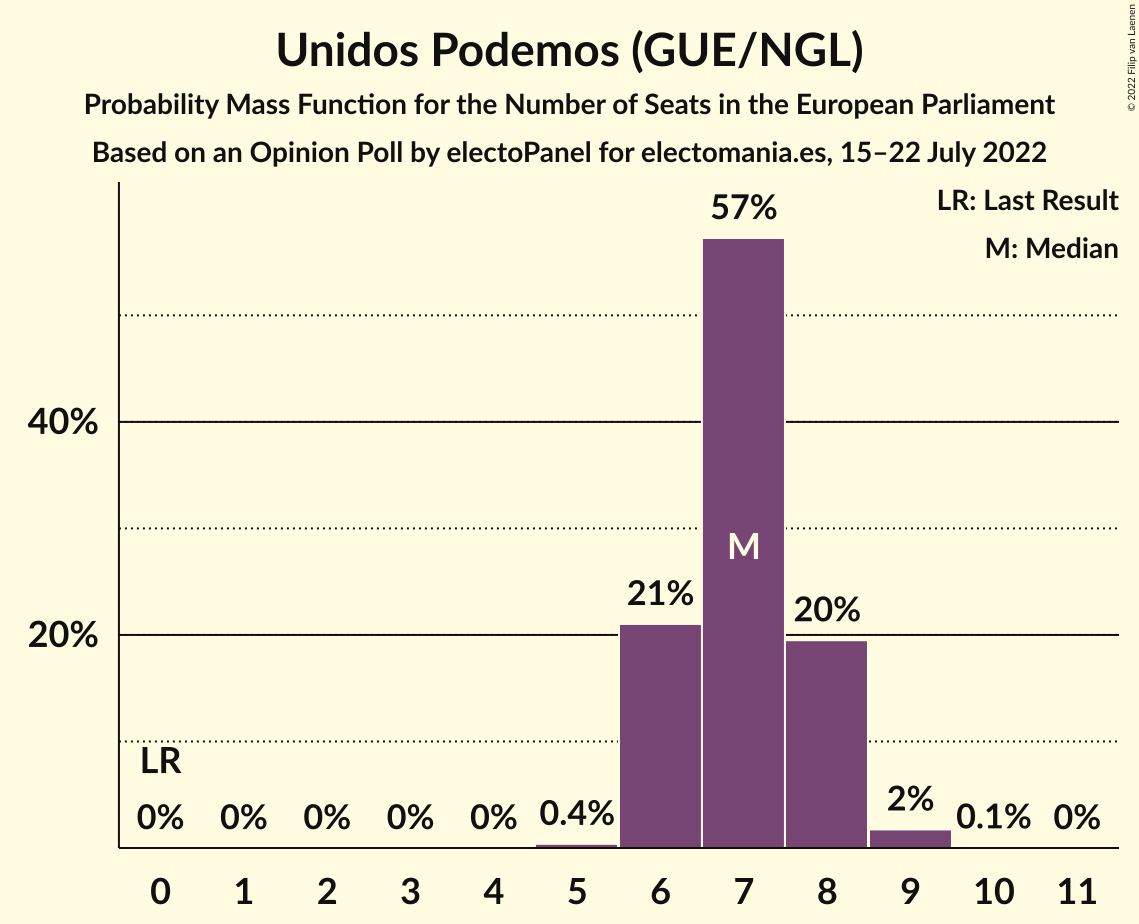 Unidos Podemos (GUE/NGL)
Probability Mass Function for the Number of Seats in the European Parliament
Based on an Opinion Poll by electoPanel for electomania.es, 15–22 July 2022
© 2022 Filip van Laenen
LR: Last Result
M: Median
57%
40%
M
21%
20%
20%
LR
0%
0%
0%
0%
0%
0.4%
2%
0.1%
0%
0 1 2 3 4 5 6 7 8 9 10 11